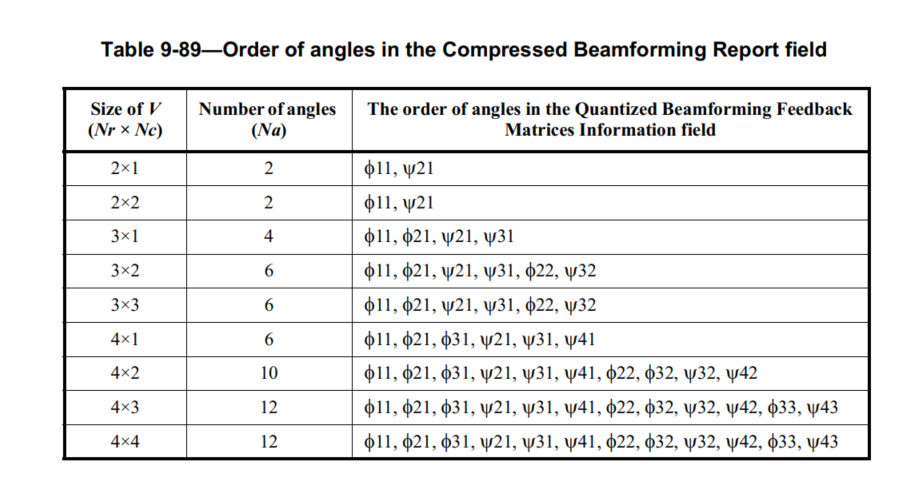 Table 9-89—Order of angles in the Compressed Beamforming Report field
Size of V (Nr × Nc) Number of angles (Na) The order of angles in the Quantized Beamforming Feedback Matrices Information field
2×1 2 ϕ11, ψ21
2×2 2 ϕ11, ψ21
3×1 4 ϕ11, ϕ21, ψ21, ψ31
3×2 6 ϕ11, ϕ21, ψ21, ψ31, ϕ22, ψ32
3×3 6 ϕ11, ϕ21, ψ21, ψ31, ϕ22, ψ32
4×1 6 ϕ11, ϕ21, ϕ31, ψ21, ψ31, ψ41
4×2 10 ϕ11, ϕ21, ϕ31, ψ21, ψ31, ψ41, ϕ22, ϕ32, ψ32, ψ42
4×3 12 ϕ11, ϕ21, ϕ31, ψ21, ψ31, ψ41, ϕ22, ϕ32, ψ32, ψ42, ϕ33, ψ43
4×4 12 ϕ11, ϕ21, ϕ31, ψ21, ψ31, ψ41, ϕ22, ϕ32, ψ32, ψ42, ϕ33, ψ43